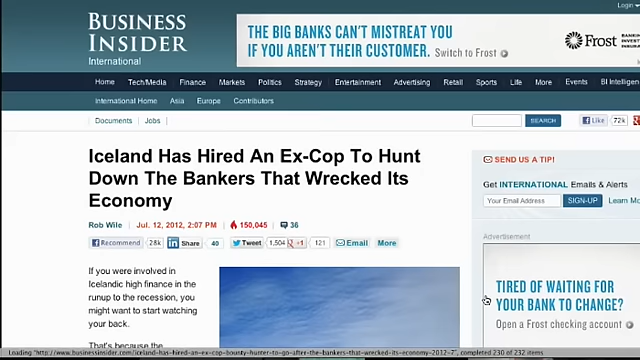 Login
BUSINESS
INSIDER
International
THE BIG BANKS CAN'T MISTREAT YOU
IF YOU AREN'T THEIR CUSTOMER. Switch to Frost
Frost
Home Tech/Media Finance Markets Politics Strategy Entertainment Advertising Retail Sports Life More Events BI Intelligen
International Home Asia Europe Contributors
Documents Jobs SEARCH Like 72k
Iceland Has Hired An Ex-Cop To Hunt
Down The Bankers That Wrecked Its
Economy
SEND US A TIP!
Get INTERNATIONAL Emails & Alerts
Your Email Address SIGN-UP Learn Mo
Rob Wile Jul. 12, 2012, 2:07 PM 150,045 36
Recommend 28k Share 40 Tweet 1,504 +1 121 Email More
Advertisement
If you were involved in
Icelandic high finance in the
runup to the recession, you
might want to start watching
your back.
That's because the
TIRED OF WAITING FOR
YOUR BANK TO CHANGE?
Open a Frost checking account
Loading "http://www.businessinsider.com/iceland-has-hired-an-ex-cop-bounty-hunter-to-go-after-the-bankers-that-wrecked-its-economy-2012-7", completed 230 of 232 items